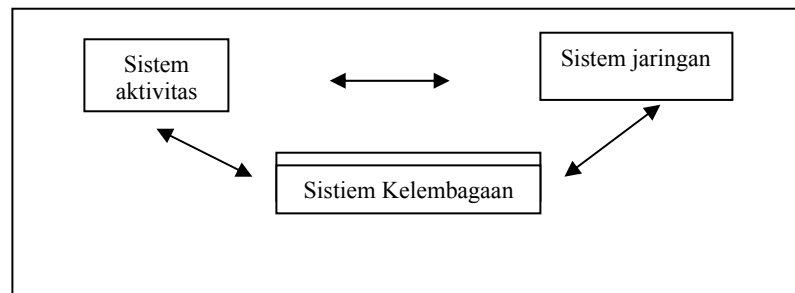 Sistem
aktivitas
Sistem jaringan
Sistiem Kelembagaan